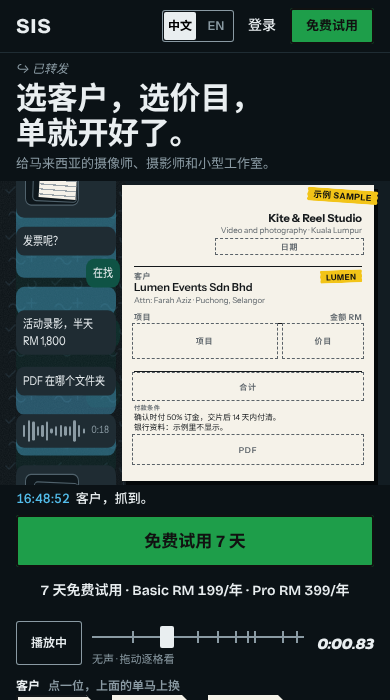 SIS
中文 EN 登录 免费试用
↪ 已转发
选客户，选价目，
单就开好了。
给马来西亚的摄像师、摄影师和小型工作室。
发票呢?
在找
活动录影，半天
RM 1,800
PDF 在哪个文件夹
0:18
示例 SAMPLE
Kite & Reel Studio
Video and photography · Kuala Lumpur
日期
客户
LUMEN
Lumen Events Sdn Bhd
Attn: Farah Aziz · Puchong, Selangor
项目 金额 RM
项目 价目
合计
付款条件
确认时付 50% 订金，交片后 14 天内付清。
银行资料：示例里不显示。
PDF
16:48:52 客户，抓到。
免费试用 7 天
7 天免费试用 · Basic RM 199/年 · Pro RM 399/年
播放中
0:00.83
无声 · 拖动逐格看
客户 点一位，上面的单马上换